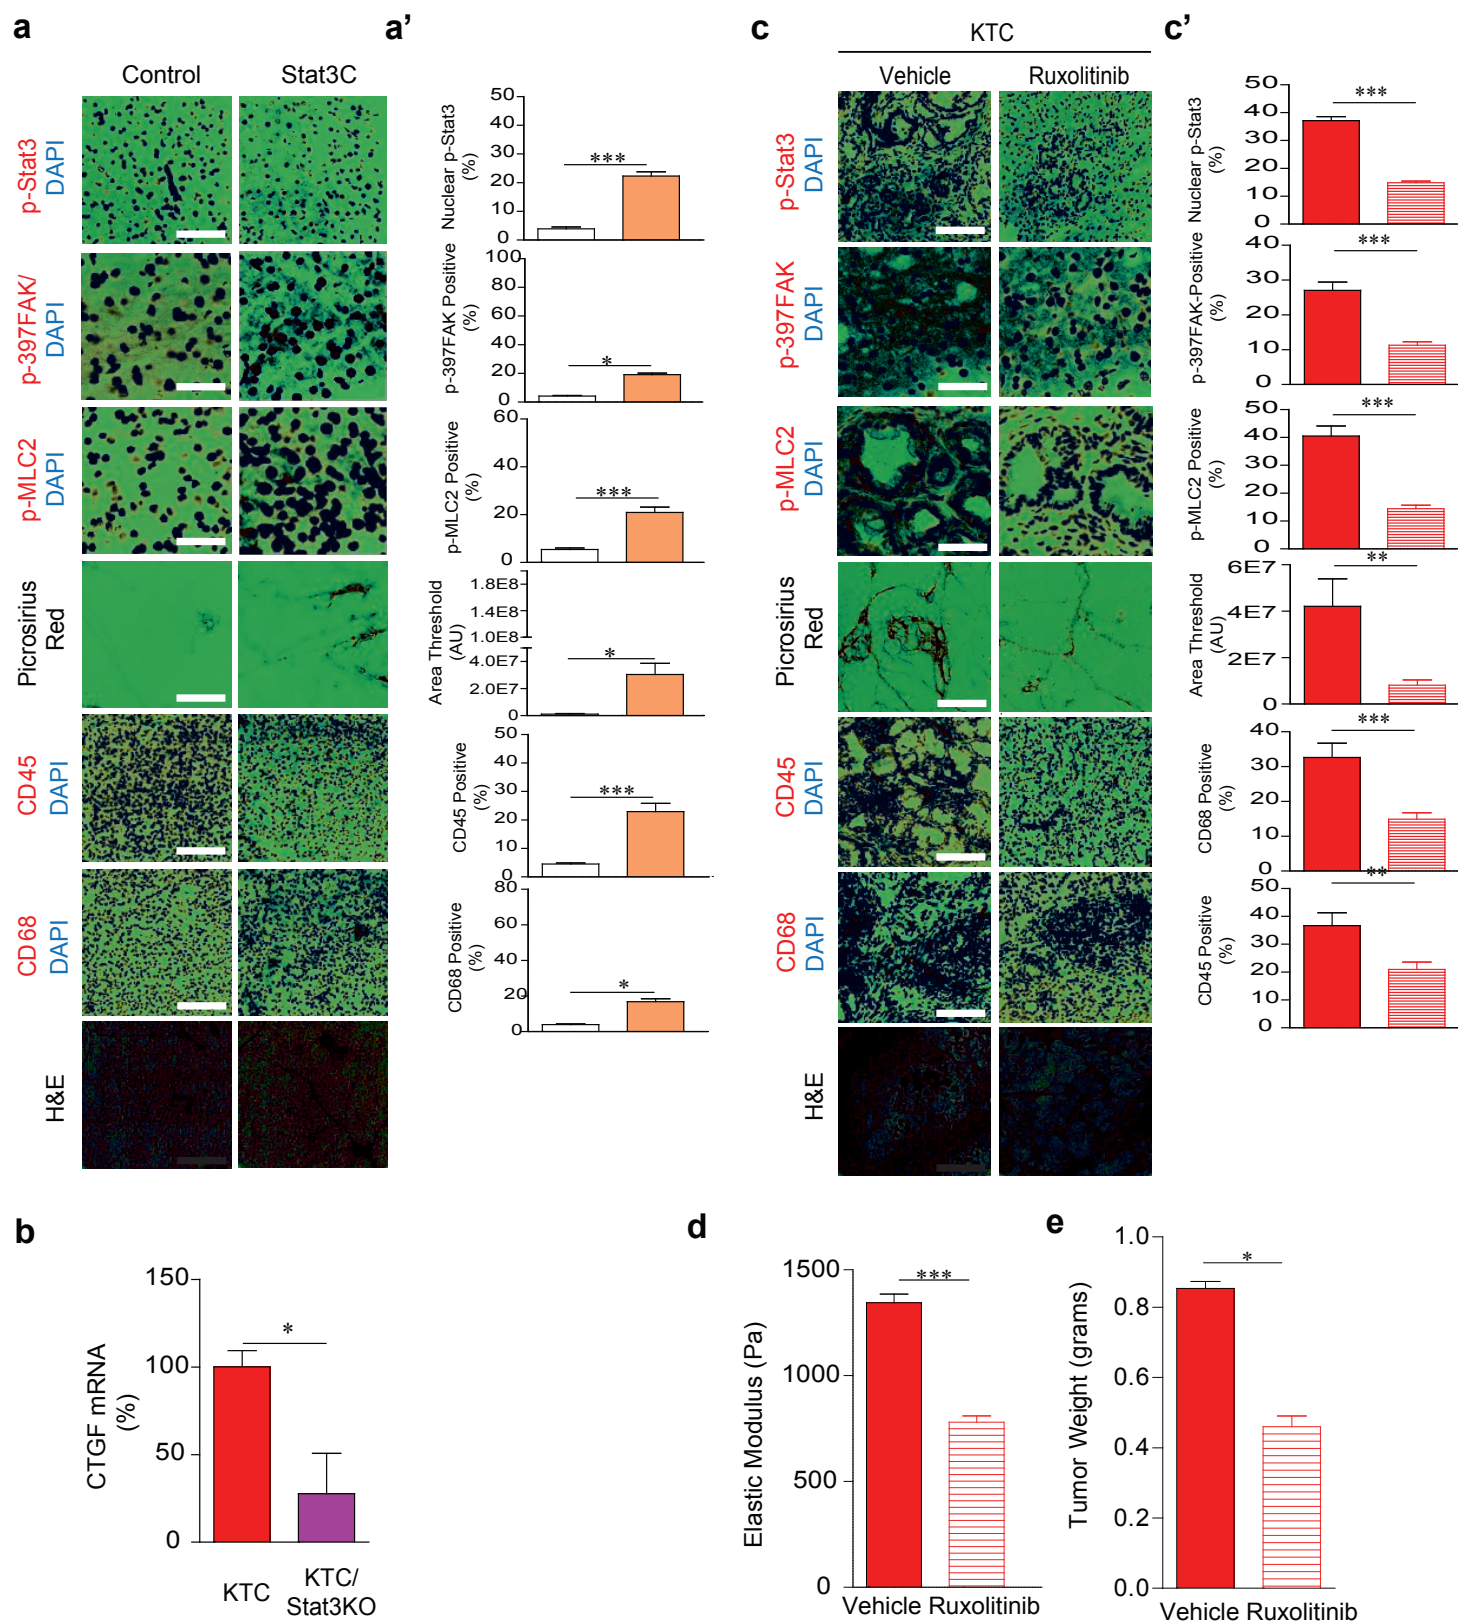 a
Control
Stat3C
p-Stat3
DAPI
p-397FAK/
DAPI
p-MLC2
DAPI
Picrosirius
Red
CD45
DAPI
CD68
DAPI
H&E
a’
Nuclear p-Stat3
(%)
50
40
30
20
10
0
***
p-397FAK Positive
(%)
100
80
60
40
20
0
*
p-MLC2 Positive
(%)
60
40
20
0
***
Area Threshold
(AU)
1.8E8
1.4E8
1.0E8
4.0E7
2.0E7
0
*
CD45 Positive
(%)
50
40
30
20
10
0
***
CD68 Positive
(%)
80
60
40
20
0
*
c
KTC
Vehicle
Ruxolitinib
p-Stat3
DAPI
p-397FAK
DAPI
p-MLC2
DAPI
Picrosirius
Red
CD45
DAPI
CD68
DAPI
H&E
c’
Nuclear p-Stat3
(%)
50
40
30
20
10
0
***
p-397FAK-Positive
(%)
40
30
20
10
0
***
p-MLC2 Positive
(%)
50
40
30
20
10
0
***
Area Threshold
(AU)
6E7
4E7
2E7
0
**
CD68 Positive
(%)
40
30
20
10
0
***
CD45 Positive
(%)
50
40
30
20
10
0
**
b
CTGF mRNA
(%)
150
100
50
0
*
KTC
KTC/
Stat3KO
d
Elastic Modulus (Pa)
1500
1000
500
0
***
Vehicle Ruxolitinib
e
Tumor Weight (grams)
1.0
0.8
0.6
0.4
0.2
0.0
*
Vehicle Ruxolitinib